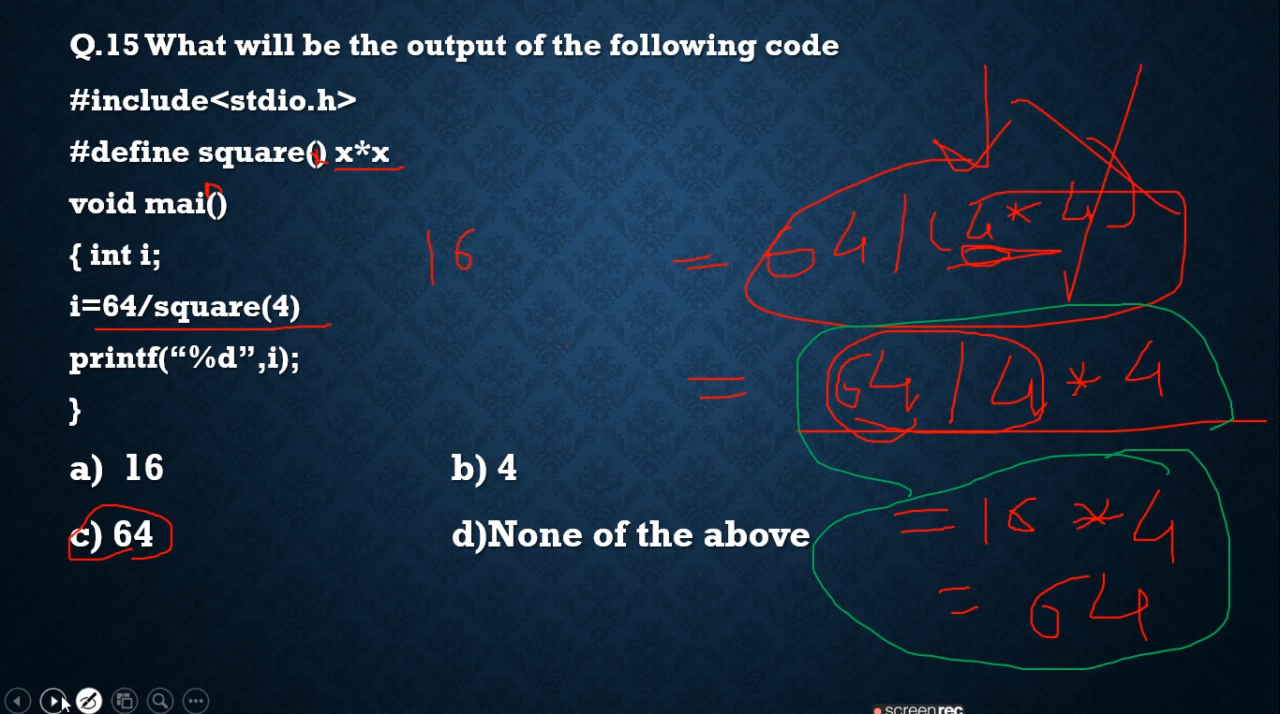 Q.15 What will be the output of the following code
#include<stdio.h>
#define square(x) x*x
void main()
{ int i;
i=64/square(4)
printf(“%d”,i);
}
a) 16 b) 4
c) 64 d)None of the above
16
= 64/(4*4)
= 64/4*4
=16*4
= 64
screenrec